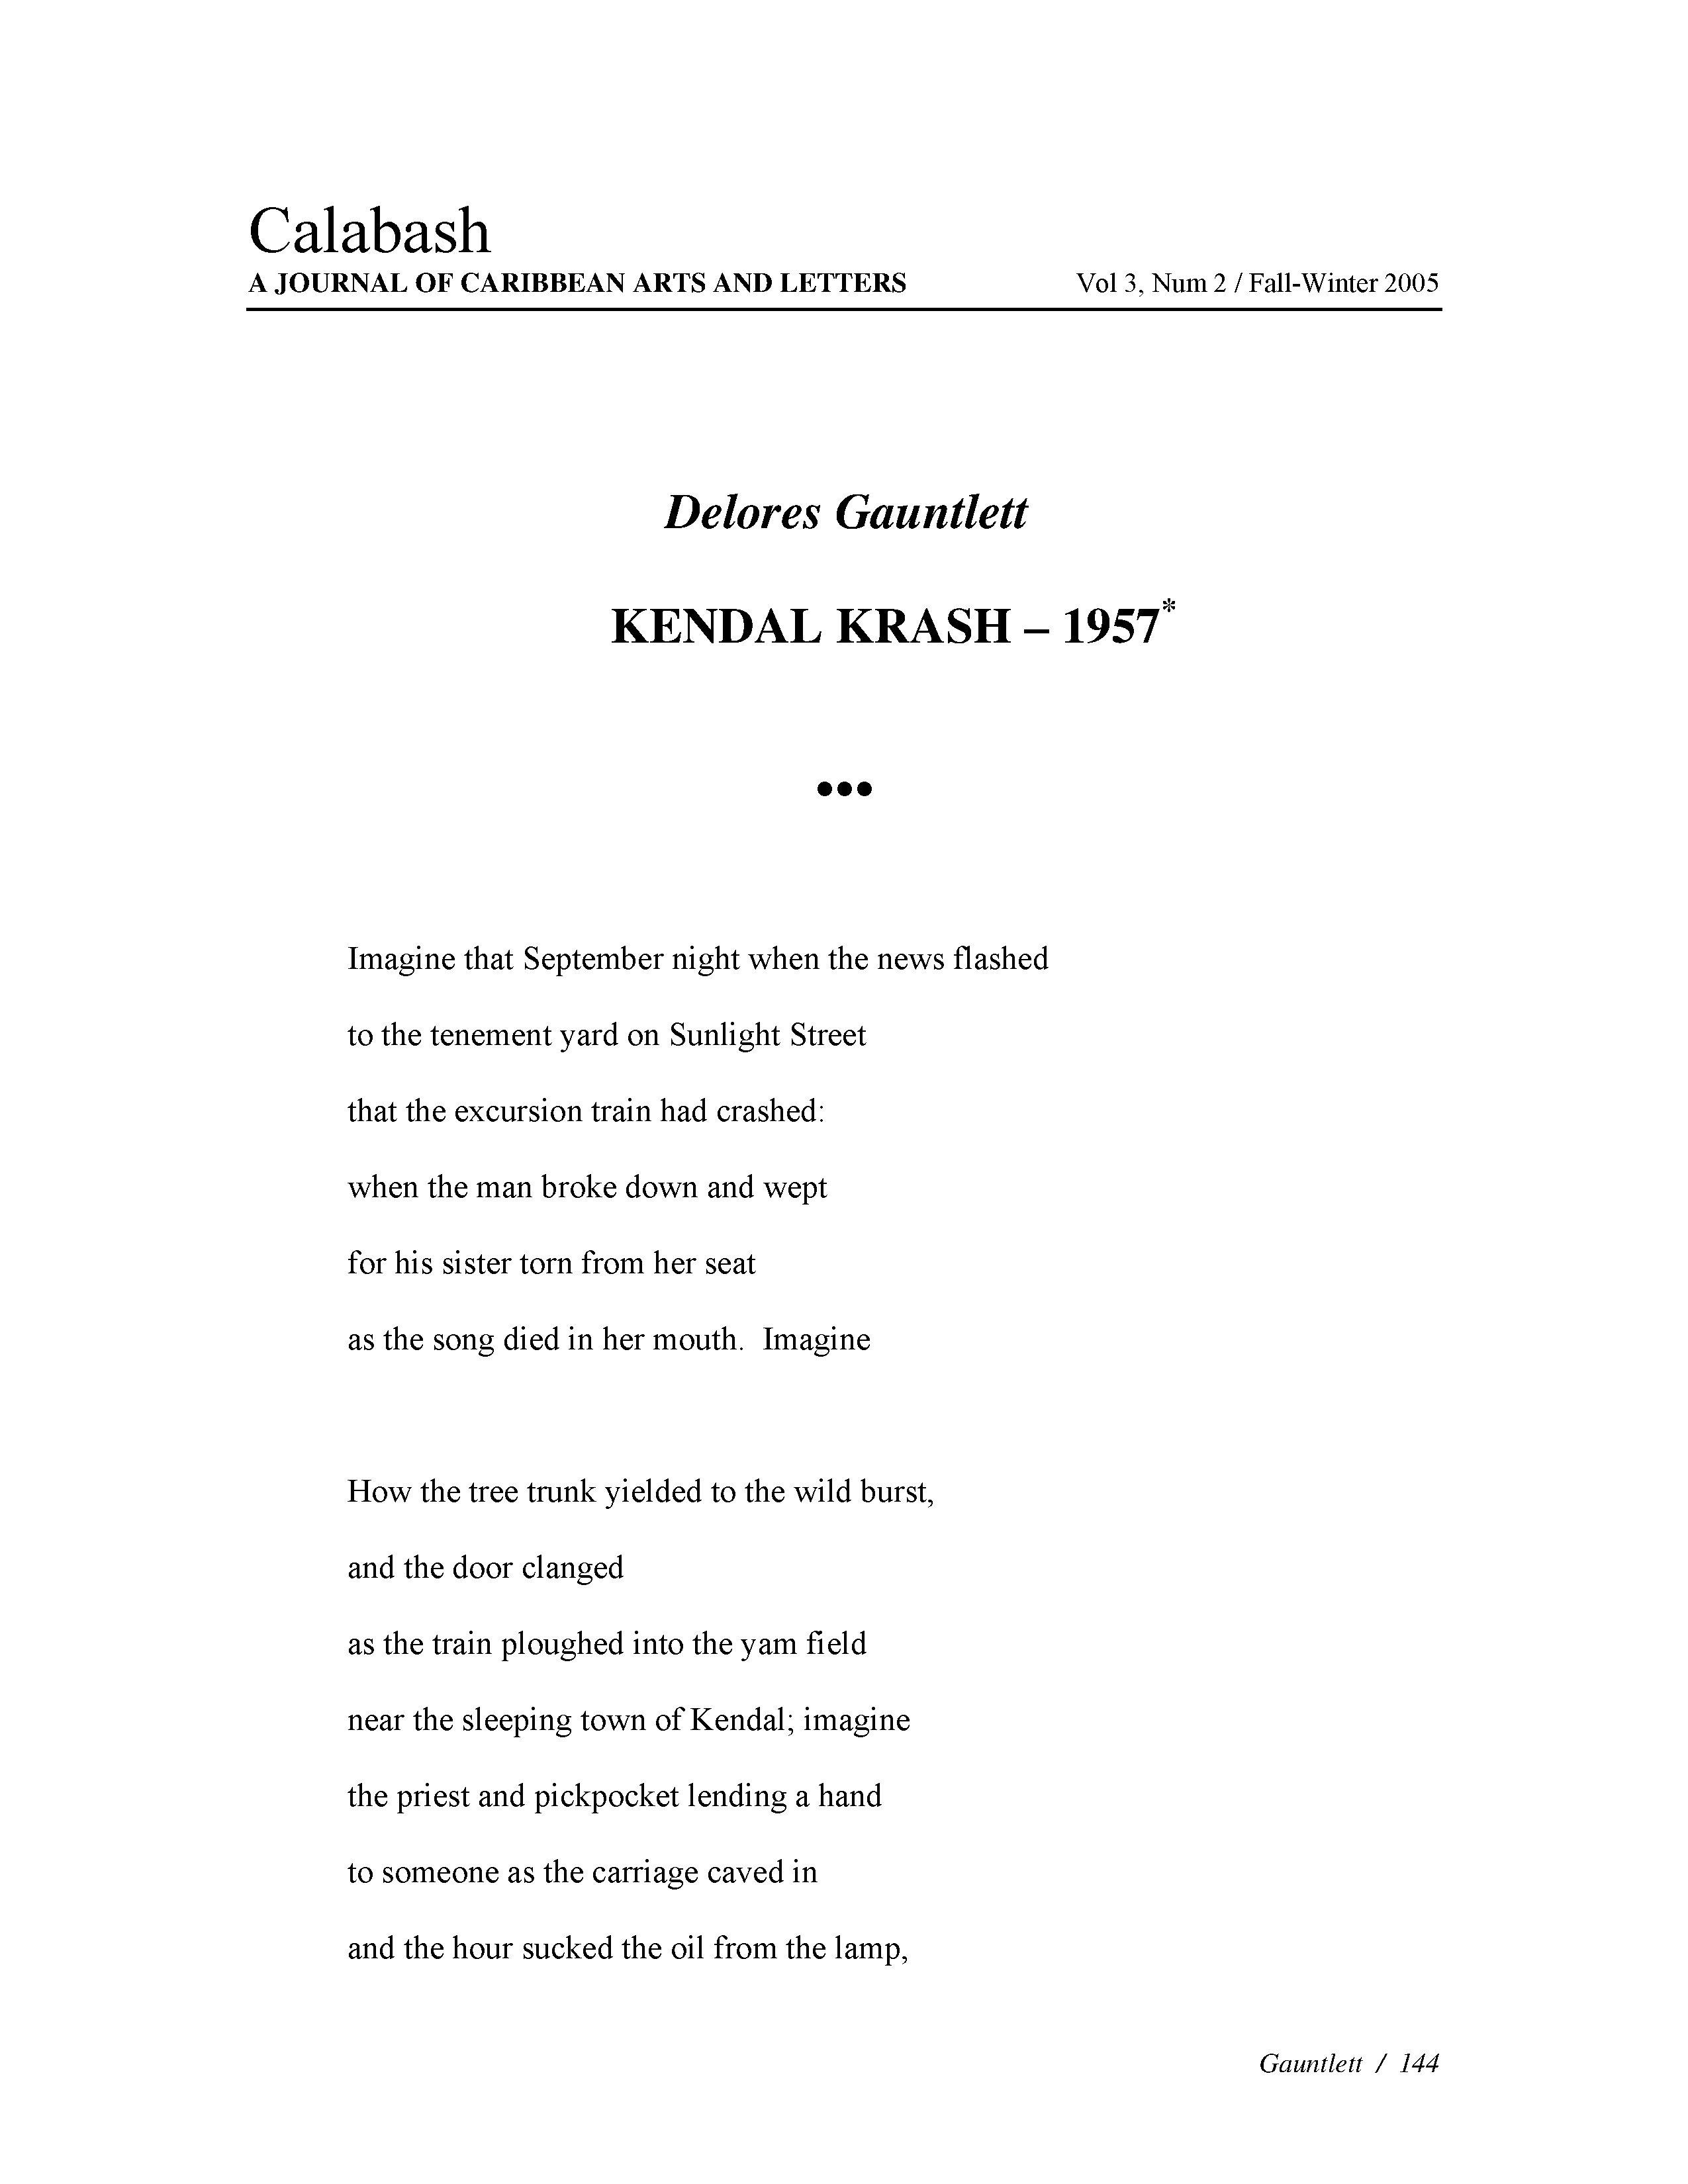 Calabash
A JOURNAL OF CARIBBEAN ARTS AND LETTERS Vol 3, Num 2 / Fall-Winter 2005
Delores Gauntlett
KENDAL KRASH – 1957*
●●●
Imagine that September night when the news flashed
to the tenement yard on Sunlight Street
that the excursion train had crashed:
when the man broke down and wept
for his sister torn from her seat
as the song died in her mouth.  Imagine
How the tree trunk yielded to the wild burst,
and the door clanged
as the train ploughed into the yam field
near the sleeping town of Kendal; imagine
the priest and pickpocket lending a hand
to someone as the carriage caved in
and the hour sucked the oil from the lamp,
Gauntlett / 144